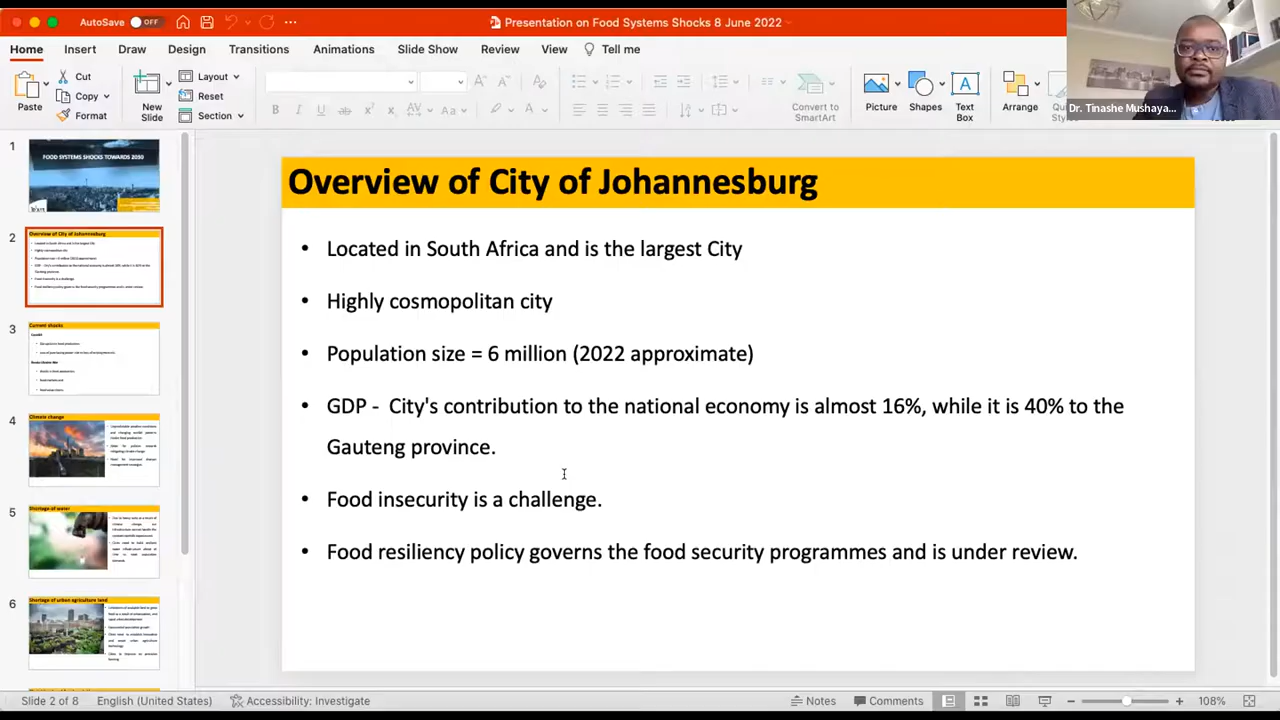 AutoSave OFF
Presentation on Food Systems Shocks 8 June 2022
Home Insert Draw Design Transitions Animations Slide Show Review View Tell me
Paste
Cut
Copy
Format
New Slide
Layout
Reset
Section
Convert to SmartArt
Picture
Shapes
Text Box
Arrange
Dr. Tinashe Mushaya...
1
FOOD SYSTEMS SHOCKS TOWARDS 2030
2
Overview of City of Johannesburg
3
Current shocks
4
Climate change
5
Shortage of water
6
Shortage of urban agriculture land
Overview of City of Johannesburg
• Located in South Africa and is the largest City
• Highly cosmopolitan city
• Population size = 6 million (2022 approximate)
• GDP - City's contribution to the national economy is almost 16%, while it is 40% to the
Gauteng province.
• Food insecurity is a challenge.
• Food resiliency policy governs the food security programmes and is under review.
Slide 2 of 8 English (United States) Accessibility: Investigate Notes Comments 108%